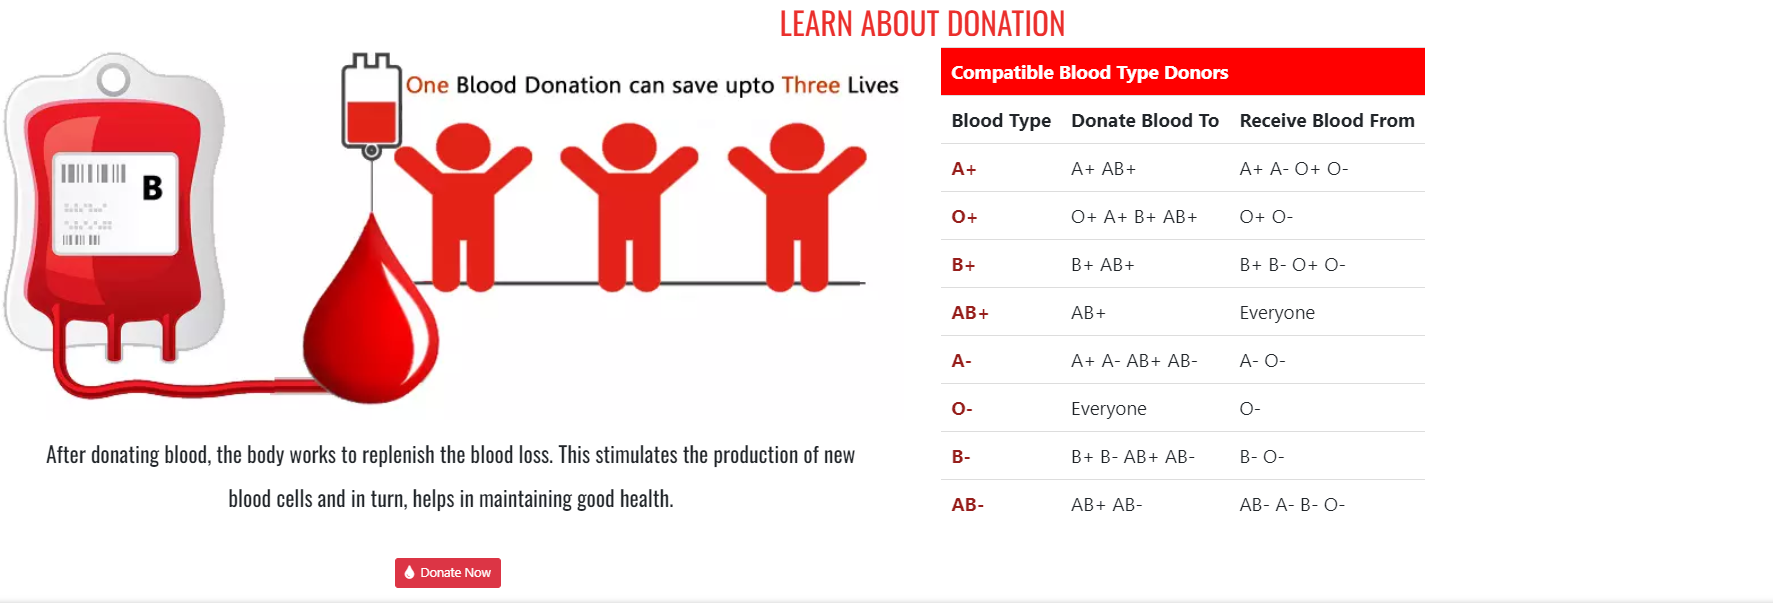 LEARN ABOUT DONATION
One Blood Donation can save upto Three Lives
B
After donating blood, the body works to replenish the blood loss. This stimulates the production of new
blood cells and in turn, helps in maintaining good health.
Donate Now
Compatible Blood Type Donors
Blood Type Donate Blood To Receive Blood From
A+ A+ AB+ A+ A- O+ O-
O+ O+ A+ B+ AB+ O+ O-
B+ B+ AB+ B+ B- O+ O-
AB+ AB+ Everyone
A- A+ A- AB+ AB- A- O-
O- Everyone O-
B- B+ B- AB+ AB- B- O-
AB- AB+ AB- AB- A- B- O-